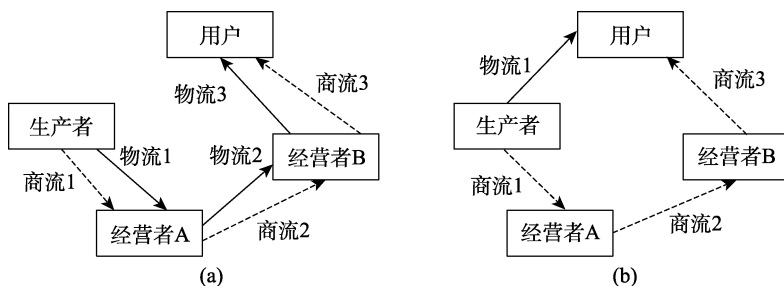 用户
物流3
商流3
生产者
物流1
物流2
经营者B
商流1
经营者A
商流2
(a)
用户
物流1
商流3
生产者
经营者B
商流1
经营者A
商流2
(b)